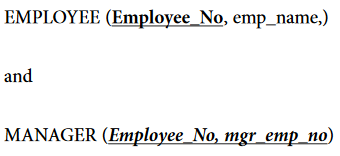 EMPLOYEE (Employee_No, emp_name,)
and
MANAGER (Employee_No, mgr_emp_no)